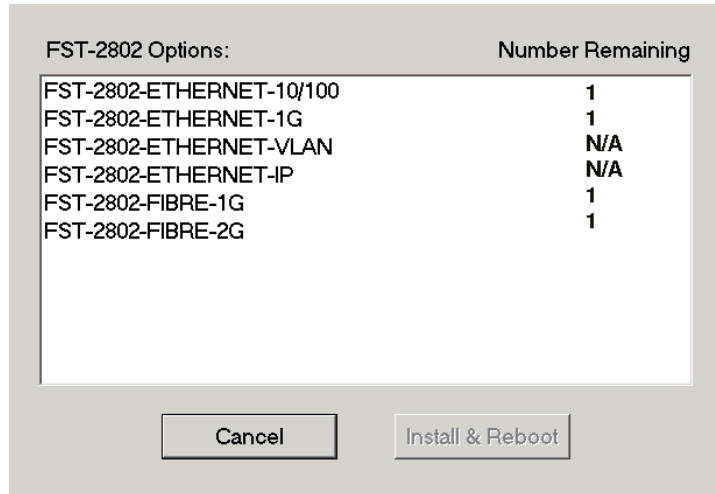 FST-2802 Options: Number Remaining
FST-2802-ETHERNET-10/100 1
FST-2802-ETHERNET-1G 1
FST-2802-ETHERNET-VLAN N/A
FST-2802-ETHERNET-IP N/A
FST-2802-FIBRE-1G 1
FST-2802-FIBRE-2G 1
Cancel Install & Reboot